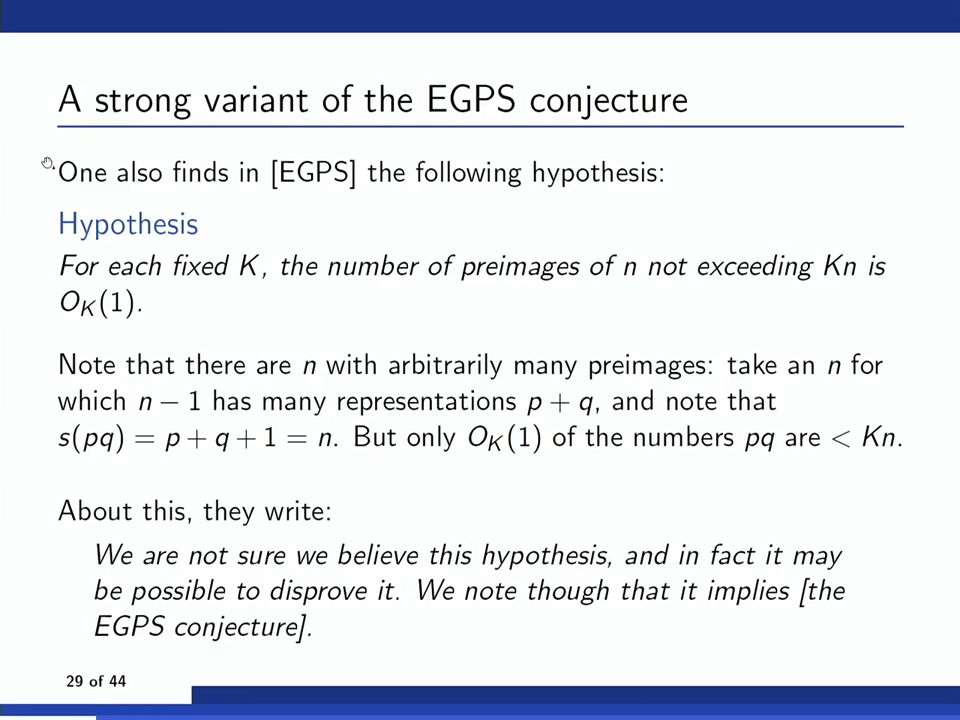 A strong variant of the EGPS conjecture
One also finds in [EGPS] the following hypothesis:
Hypothesis
For each fixed K, the number of preimages of n not exceeding Kn is
O_K(1).
Note that there are n with arbitrarily many preimages: take an n for
which n − 1 has many representations p + q, and note that
s(pq) = p + q + 1 = n. But only O_K(1) of the numbers pq are < Kn.
About this, they write:
We are not sure we believe this hypothesis, and in fact it may
be possible to disprove it. We note though that it implies [the
EGPS conjecture].
29 of 44